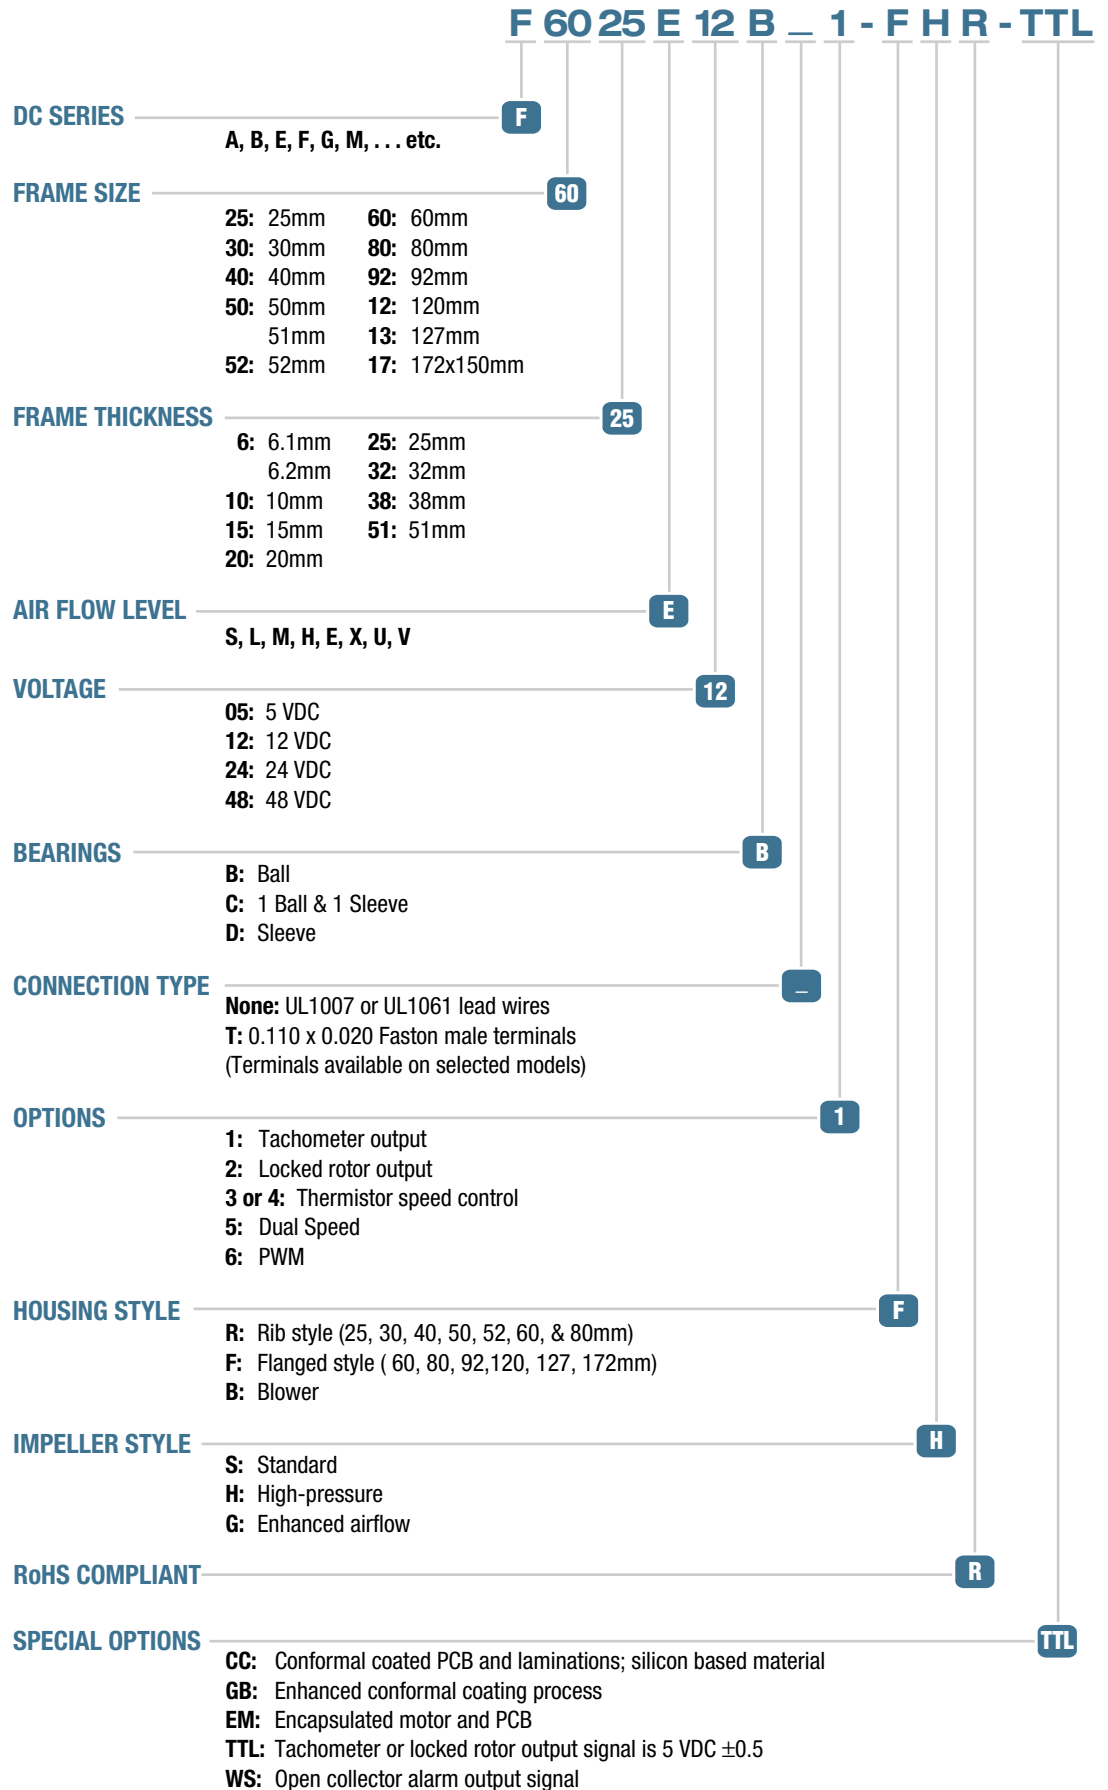 F 60 25 E 12 B _ 1 - F H R - TTL
DC SERIES F
A, B, E, F, G, M, . . . etc.
FRAME SIZE 60
25: 25mm 60: 60mm
30: 30mm 80: 80mm
40: 40mm 92: 92mm
50: 50mm 12: 120mm
51mm 13: 127mm
52: 52mm 17: 172x150mm
FRAME THICKNESS 25
6: 6.1mm 25: 25mm
6.2mm 32: 32mm
10: 10mm 38: 38mm
15: 15mm 51: 51mm
20: 20mm
AIR FLOW LEVEL E
S, L, M, H, E, X, U, V
VOLTAGE 12
05: 5 VDC
12: 12 VDC
24: 24 VDC
48: 48 VDC
BEARINGS B
B: Ball
C: 1 Ball & 1 Sleeve
D: Sleeve
CONNECTION TYPE _
None: UL1007 or UL1061 lead wires
T: 0.110 x 0.020 Faston male terminals
(Terminals available on selected models)
OPTIONS 1
1: Tachometer output
2: Locked rotor output
3 or 4: Thermistor speed control
5: Dual Speed
6: PWM
HOUSING STYLE F
R: Rib style (25, 30, 40, 50, 52, 60, & 80mm)
F: Flanged style ( 60, 80, 92,120, 127, 172mm)
B: Blower
IMPELLER STYLE H
S: Standard
H: High-pressure
G: Enhanced airflow
RoHS COMPLIANT R
SPECIAL OPTIONS TTL
CC: Conformal coated PCB and laminations; silicon based material
GB: Enhanced conformal coating process
EM: Encapsulated motor and PCB
TTL: Tachometer or locked rotor output signal is 5 VDC ±0.5
WS: Open collector alarm output signal